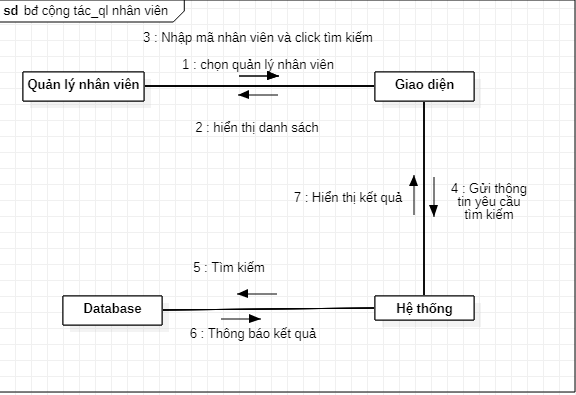 sd bđ cộng tác_ql nhân viên
3 : Nhập mã nhân viên và click tìm kiếm
1 : chọn quản lý nhân viên
Quản lý nhân viên
Giao diện
2 : hiển thị danh sách
7 : Hiển thị kết quả
4 : Gửi thông
tin yêu cầu
tìm kiếm
5 : Tìm kiếm
Database
Hệ thống
6 : Thông báo kết quả